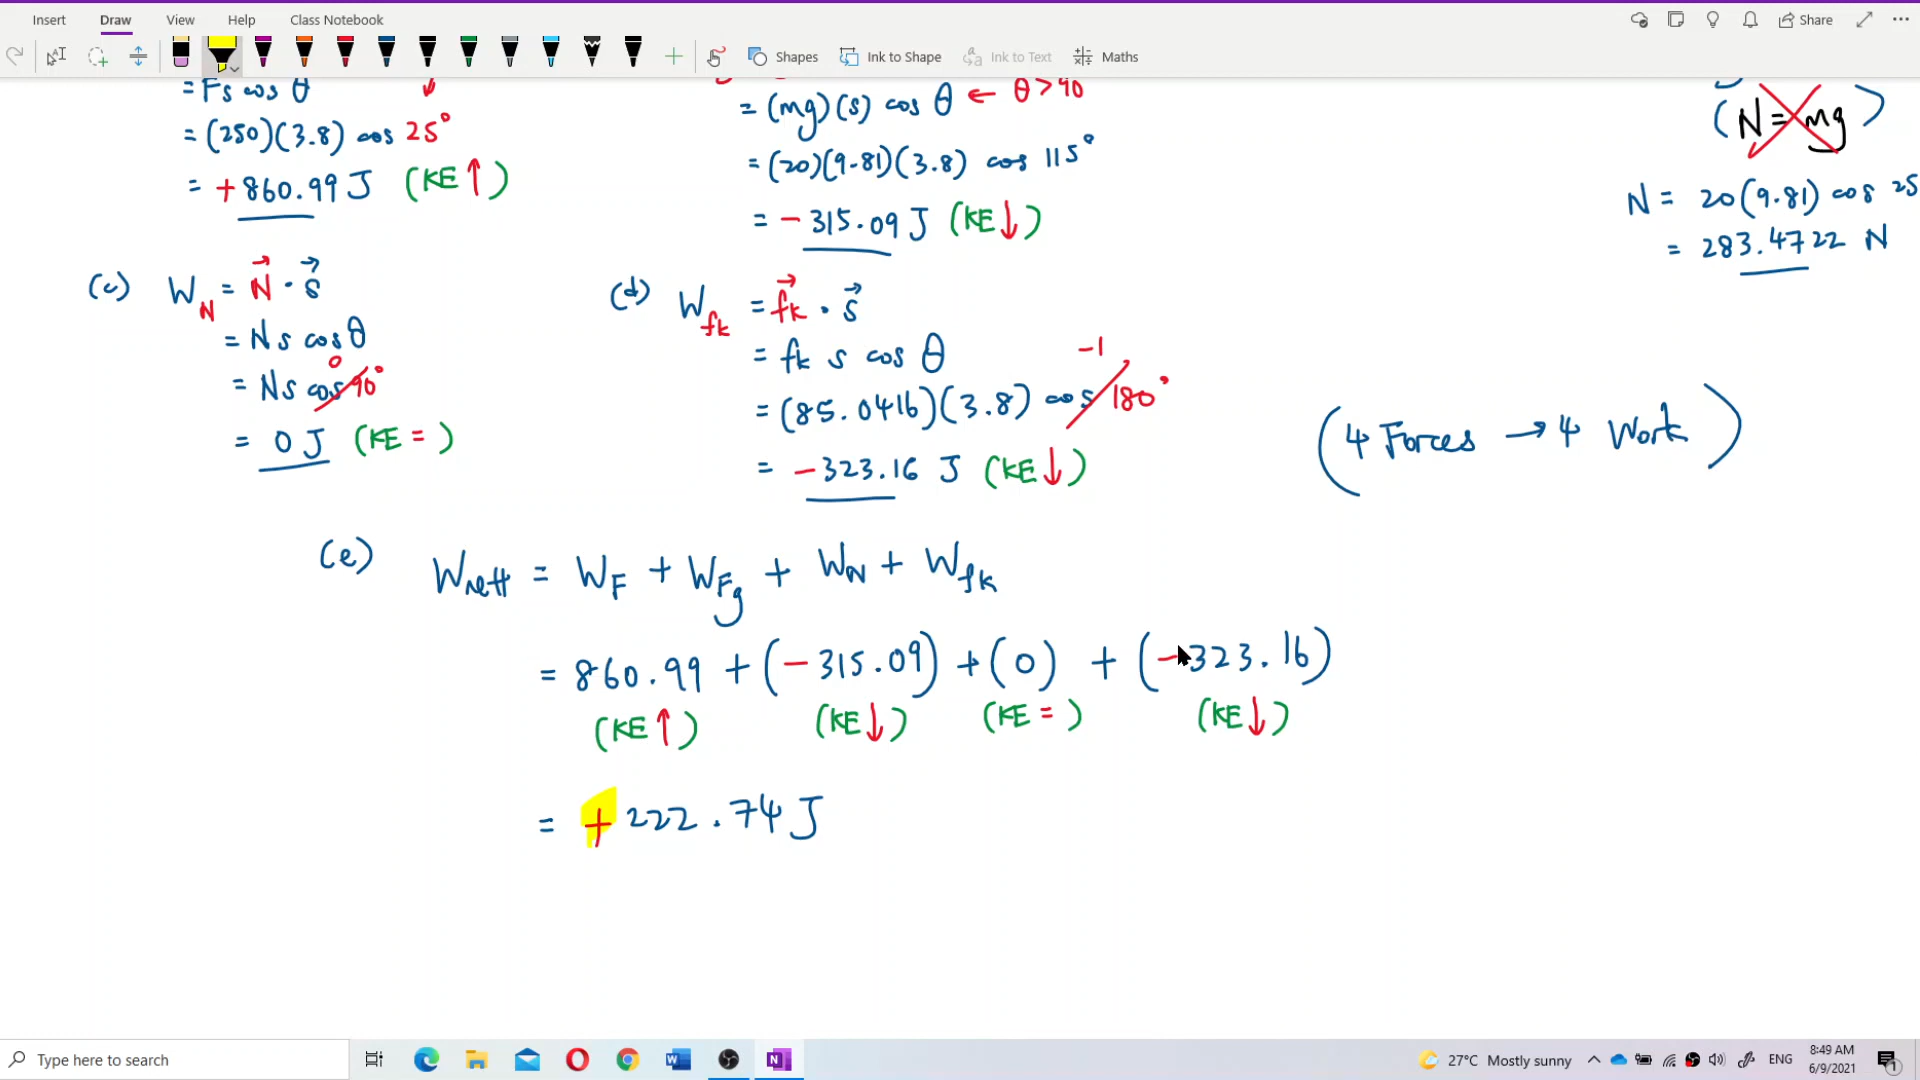 Insert Draw View Help Class Notebook Share
Shapes Ink to Shape Ink to Text Maths
= Fs cos θ
= (250)(3.8) cos 25°
= +860.99 J (KE↑)
= (mg)(s) cos θ ← θ > 90
= (20)(9.81)(3.8) cos 115°
= -315.09 J (KE↓)
(N = mg)
N = 20(9.81) cos 25
= 283.4722 N
(c) W_N = N⃗ · s⃗
= Ns cosθ
= Ns cos 90° 0
= 0 J (KE = )
(d) W_fk = f⃗k · s⃗
= fk s cos θ
= (85.0416)(3.8) cos 180° -1
= -323.16 J (KE↓)
(4 Forces → 4 Work)
(e) Wnett = W_F + W_Fg + W_N + W_fk
= 860.99 + (-315.09) + (0) + (-323.16)
(KE↑) (KE↓) (KE = ) (KE↓)
= +222.74 J
Type here to search
27°C Mostly sunny ENG 8:49 AM
6/9/2021